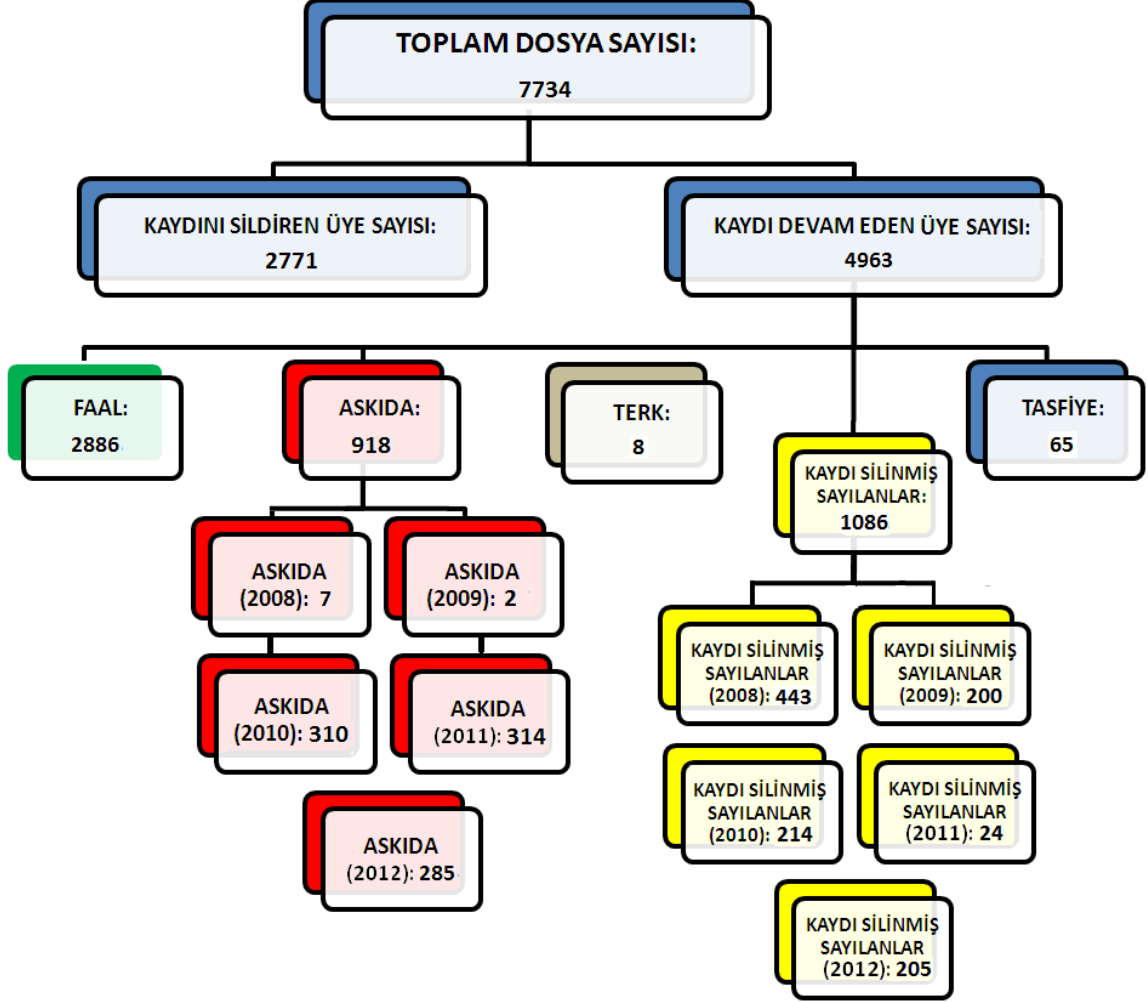 TOPLAM DOSYA SAYISI:
7734
KAYDINI SİLDİREN ÜYE SAYISI:
2771
KAYDI DEVAM EDEN ÜYE SAYISI:
4963
FAAL:
2886
ASKIDA:
918
TERK:
8
KAYDI SİLİNMİŞ
SAYILANLAR:
1086
TASFİYE:
65
ASKIDA
(2008): 7
ASKIDA
(2009): 2
ASKIDA
(2010): 310
ASKIDA
(2011): 314
ASKIDA
(2012): 285
KAYDI SİLİNMİŞ
SAYILANLAR
(2008): 443
KAYDI SİLİNMİŞ
SAYILANLAR
(2009): 200
KAYDI SİLİNMİŞ
SAYILANLAR
(2010): 214
KAYDI SİLİNMİŞ
SAYILANLAR
(2011): 24
KAYDI SİLİNMİŞ
SAYILANLAR
(2012): 205